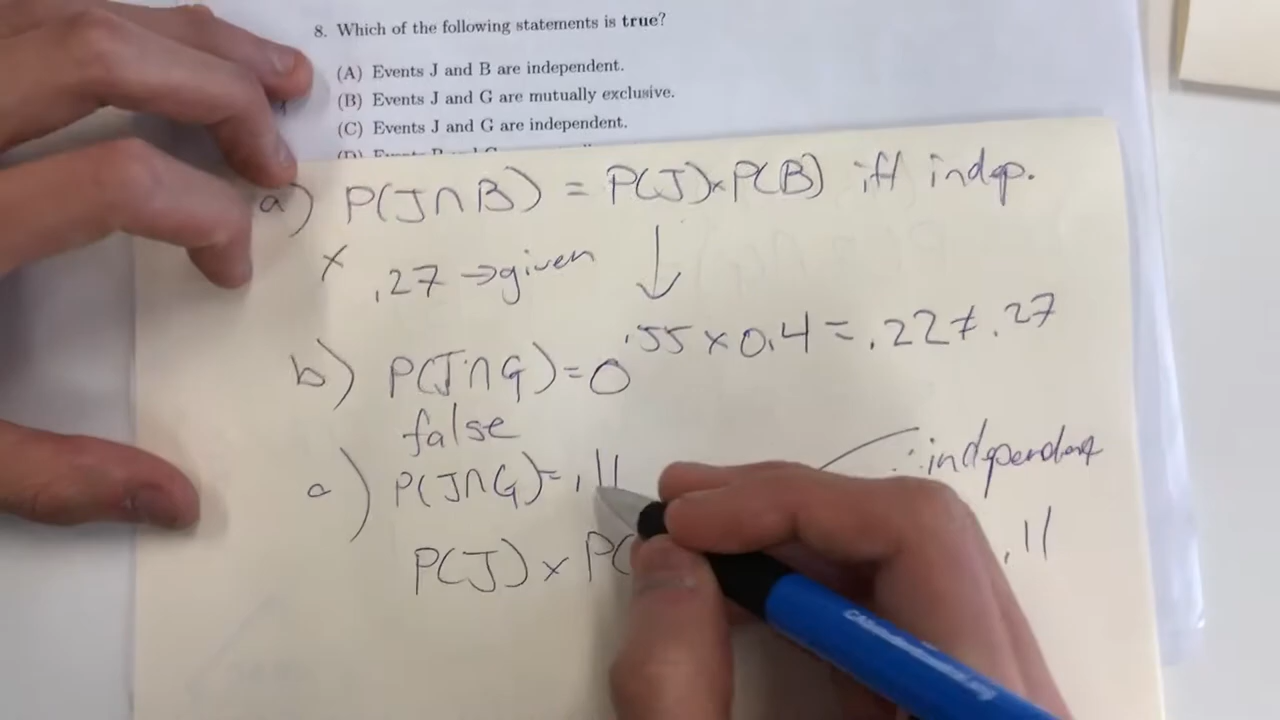 8. Which of the following statements is true?
(A) Events J and B are independent.
(B) Events J and G are mutually exclusive.
(C) Events J and G are independent.
a) P(J∩B) = P(J)×P(B) iff indep.
× .27 →given ↓
.55 × 0.4 = .22 ≠ .27
b) P(J∩G)=0
false
c) P(J∩G)= .11
∴ independent
P(J) × P( .11